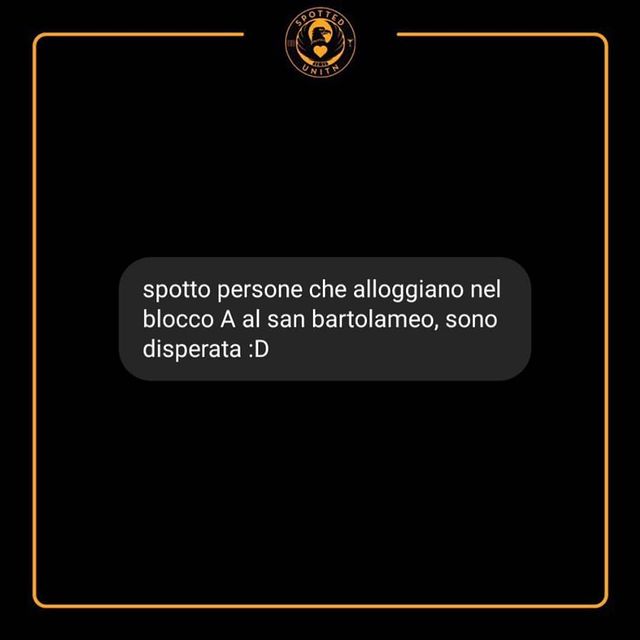 SPOTTED
UNITN
spotto persone che alloggiano nel
blocco A al san bartolameo, sono
disperata :D